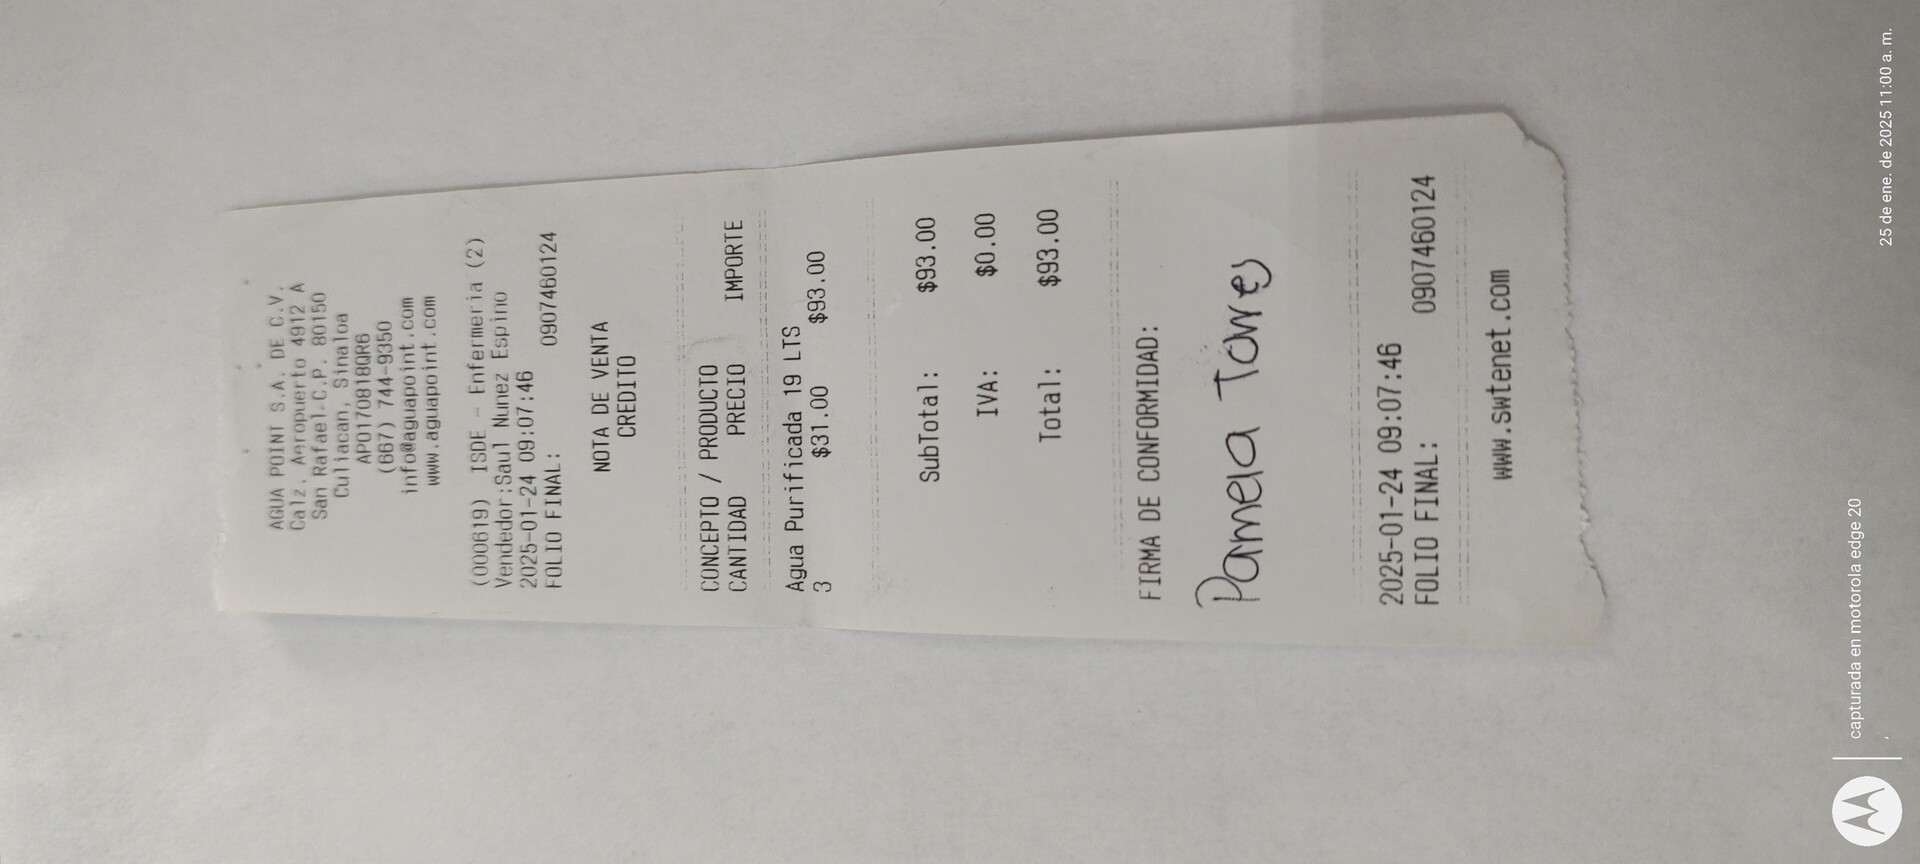 AGUA POINT S.A. DE C.V.
Calz. Aeropuerto 4912 A
San Rafael C.P. 80150
Culiacan, Sinaloa
APO170818QR6
(667) 744-9350
info@aguapoint.com
www.aguapoint.com
(000619) ISDE - Enfermeria (2)
Vendedor:Saul Nunez Espino
2025-01-24 09:07:46
FOLIO FINAL: 0907460124
NOTA DE VENTA
CREDITO
CONCEPTO / PRODUCTO
CANTIDAD PRECIO IMPORTE
Agua Purificada 19 LTS
3 $31.00 $93.00
SubTotal: $93.00
IVA: $0.00
Total: $93.00
FIRMA DE CONFORMIDAD:
Pamela Torres
2025-01-24 09:07:46
FOLIO FINAL: 0907460124
www.swtenet.com
capturada en motorola edge 20
25 de ene. de 2025 11:00 a. m.